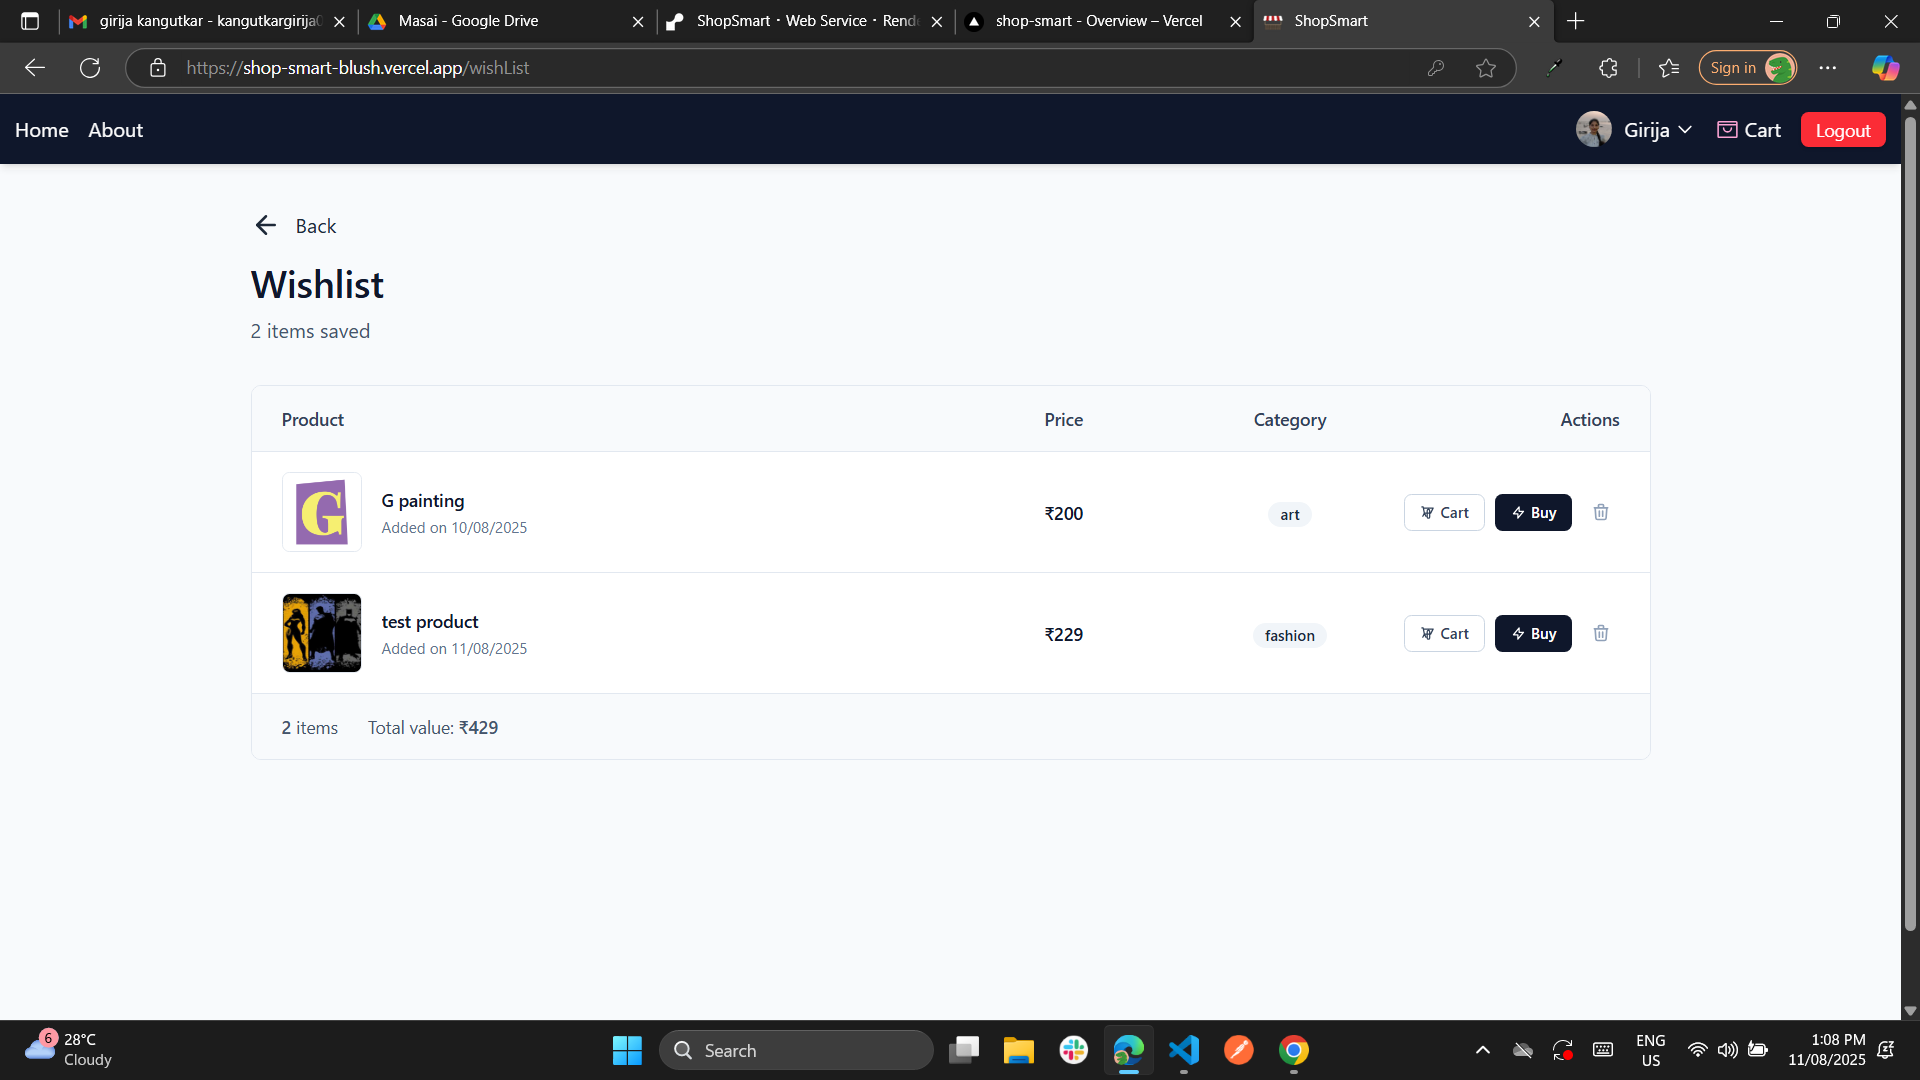 girija kangutkar - kangutkargirija
Masai - Google Drive
ShopSmart · Web Service · Rende
shop-smart - Overview – Vercel
ShopSmart
https://shop-smart-blush.vercel.app/wishList
Sign in
Home
About
Girija
Cart
Logout
Back
Wishlist
2 items saved
Product
Price
Category
Actions
G
G painting
Added on 10/08/2025
₹200
art
Cart
Buy
test product
Added on 11/08/2025
₹229
fashion
Cart
Buy
2 items
Total value: ₹429
6
28°C
Cloudy
Search
ENG
US
1:08 PM
11/08/2025